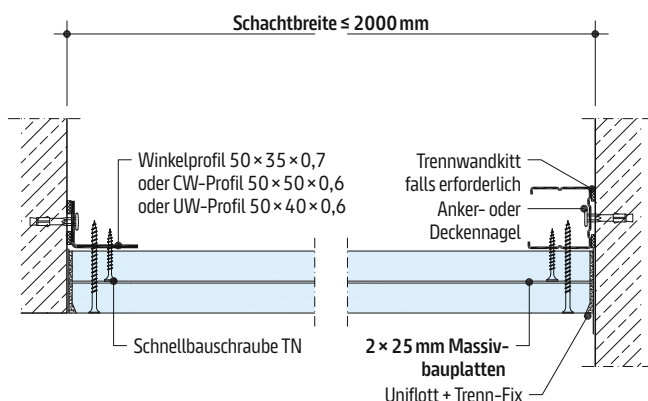 Schachtbreite ≤ 2000 mm
Winkelprofil 50 × 35 × 0,7
oder CW-Profil 50 × 50 × 0,6
oder UW-Profil 50 × 40 × 0,6
Trennwandkitt
falls erforderlich
Anker- oder
Deckennagel
Schnellbauschraube TN
2 × 25 mm Massiv-
bauplatten
Uniflott + Trenn-Fix